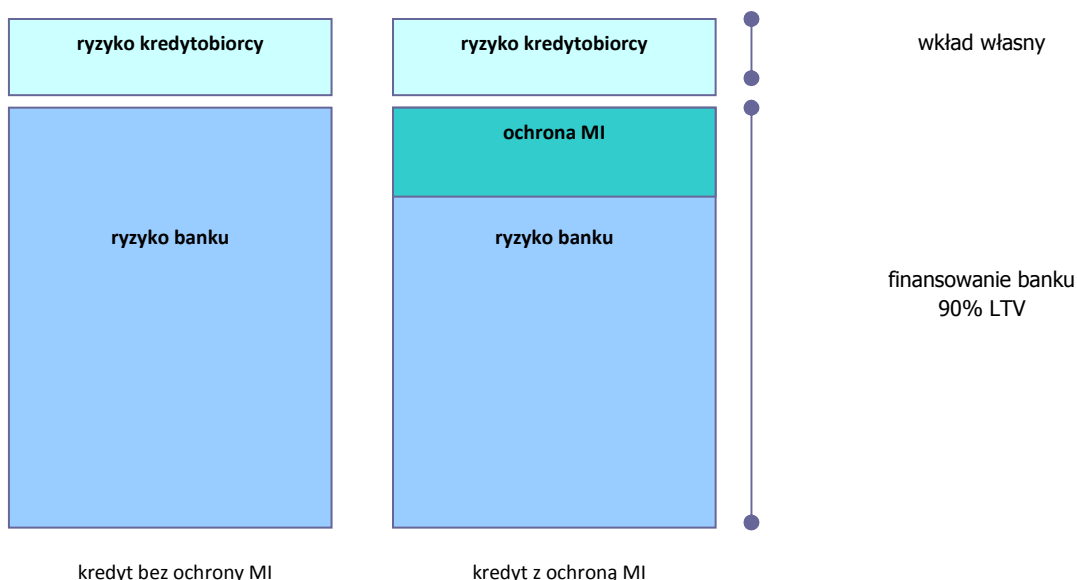 ryzyko kredytobiorcy
ryzyko kredytobiorcy
wkład własny
ochrona MI
ryzyko banku
ryzyko banku
finansowanie banku
90% LTV
kredyt bez ochrony MI
kredyt z ochroną MI